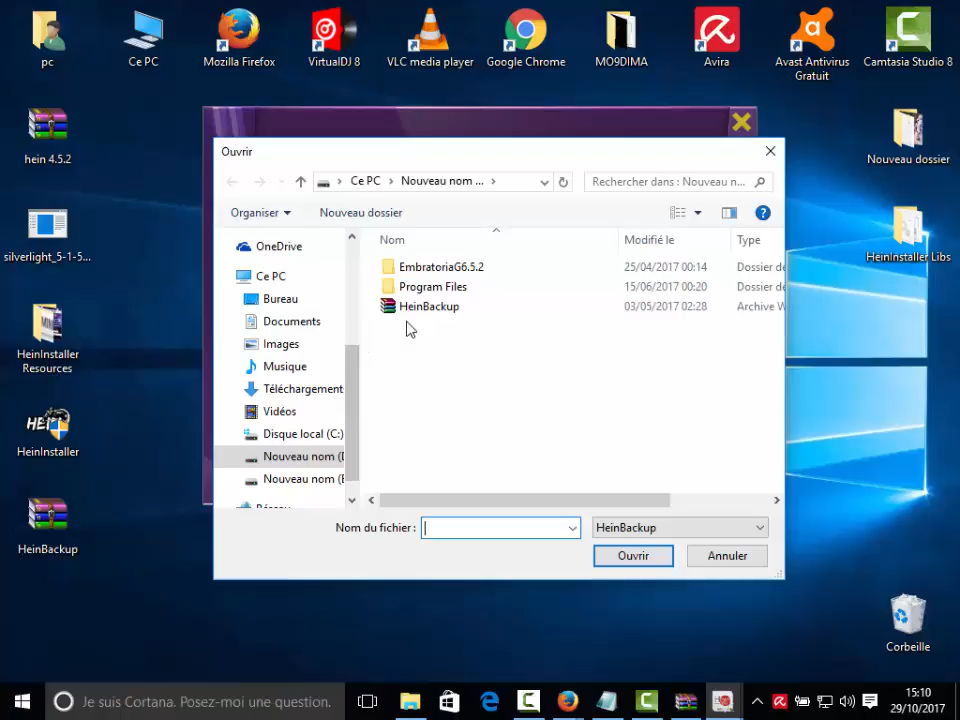 pc
Ce PC
Mozilla Firefox
VirtualDJ 8
VLC media player
Google Chrome
MO9DIMA
Avira
Avast Antivirus
Gratuit
Camtasia Studio 8
hein 4.5.2
silverlight_5-1-5...
HeinInstaller
Resources
HEI
HeinInstaller
HeinBackup
Nouveau dossier
HeinInstaller Libs
Corbeille
Ouvrir
Ce PC
Nouveau nom ...
Rechercher dans : Nouveau n...
Organiser
Nouveau dossier
OneDrive
Ce PC
Bureau
Documents
Images
Musique
Téléchargement
Vidéos
Disque local (C:)
Nouveau nom (
Nouveau nom (
Nom
Modifié le
Type
EmbratoriaG6.5.2
25/04/2017 00:14
Dossier de
Program Files
15/06/2017 00:20
Dossier de
HeinBackup
03/05/2017 02:28
Archive W
Nom du fichier :
HeinBackup
Ouvrir
Annuler
Je suis Cortana. Posez-moi une question.
15:10
29/10/2017